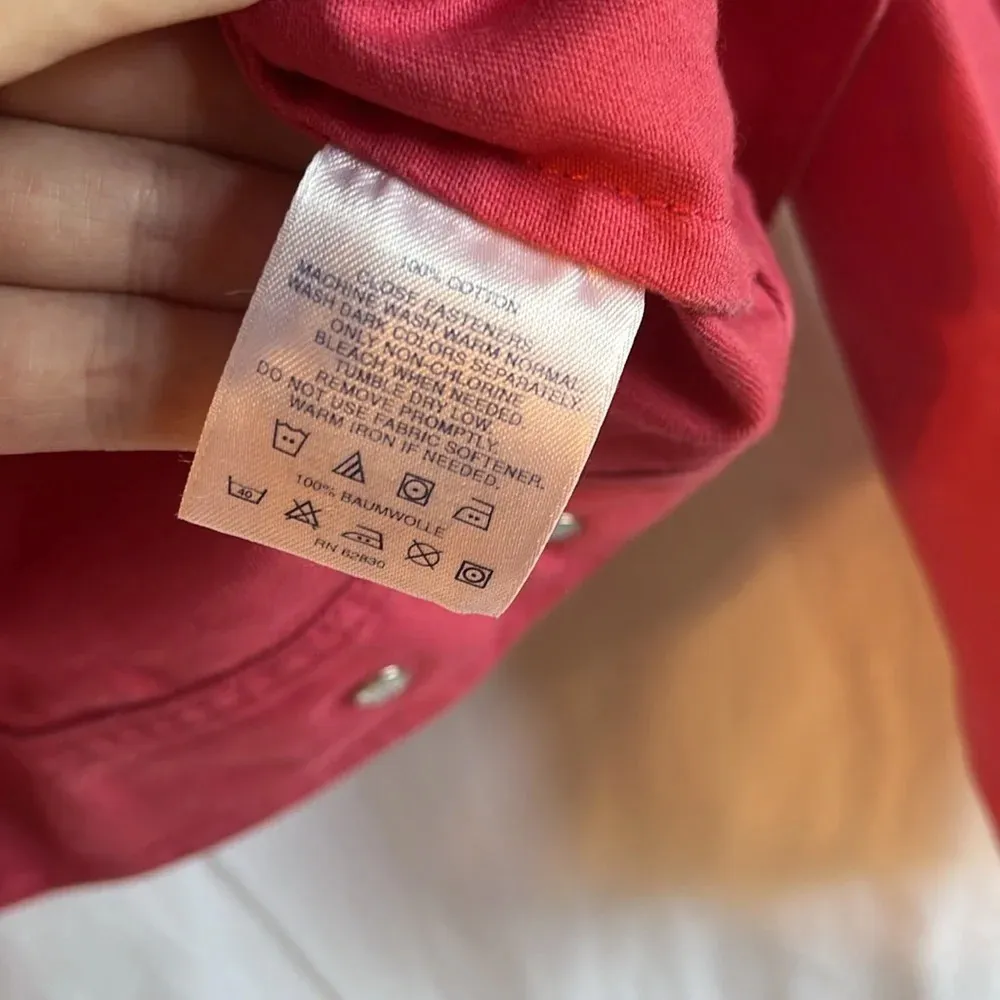 100% COTTON
CLOSE FASTENERS
MACHINE WASH WARM NORMAL
WASH DARK COLORS SEPARATELY
ONLY NON-CHLORINE
BLEACH WHEN NEEDED
TUMBLE DRY LOW
REMOVE PROMPTLY.
DO NOT USE FABRIC SOFTENER.
WARM IRON IF NEEDED.
100% BAUMWOLLE
40
RN 62830